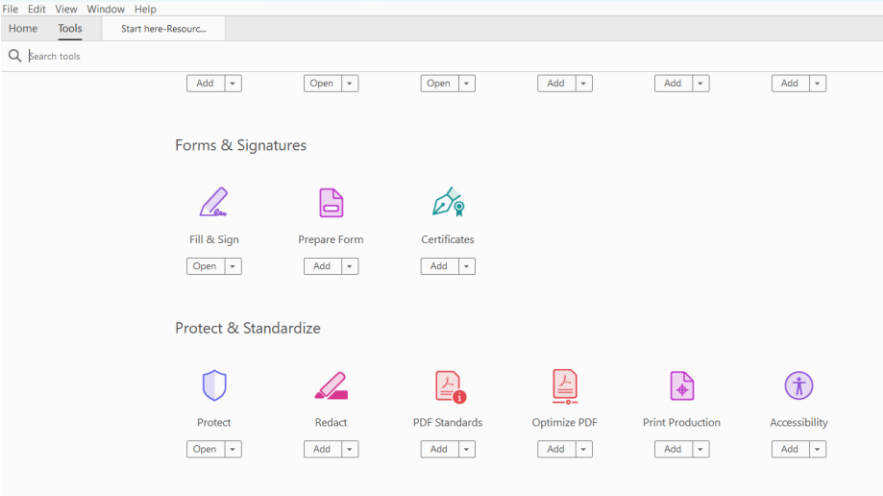 File Edit View Window Help
Home Tools Start here-Resourc...
Search tools
Add Open Open Add Add Add
Forms & Signatures
Fill & Sign Prepare Form Certificates
Open Add Add
Protect & Standardize
Protect Redact PDF Standards Optimize PDF Print Production Accessibility
Open Add Add Add Add Add